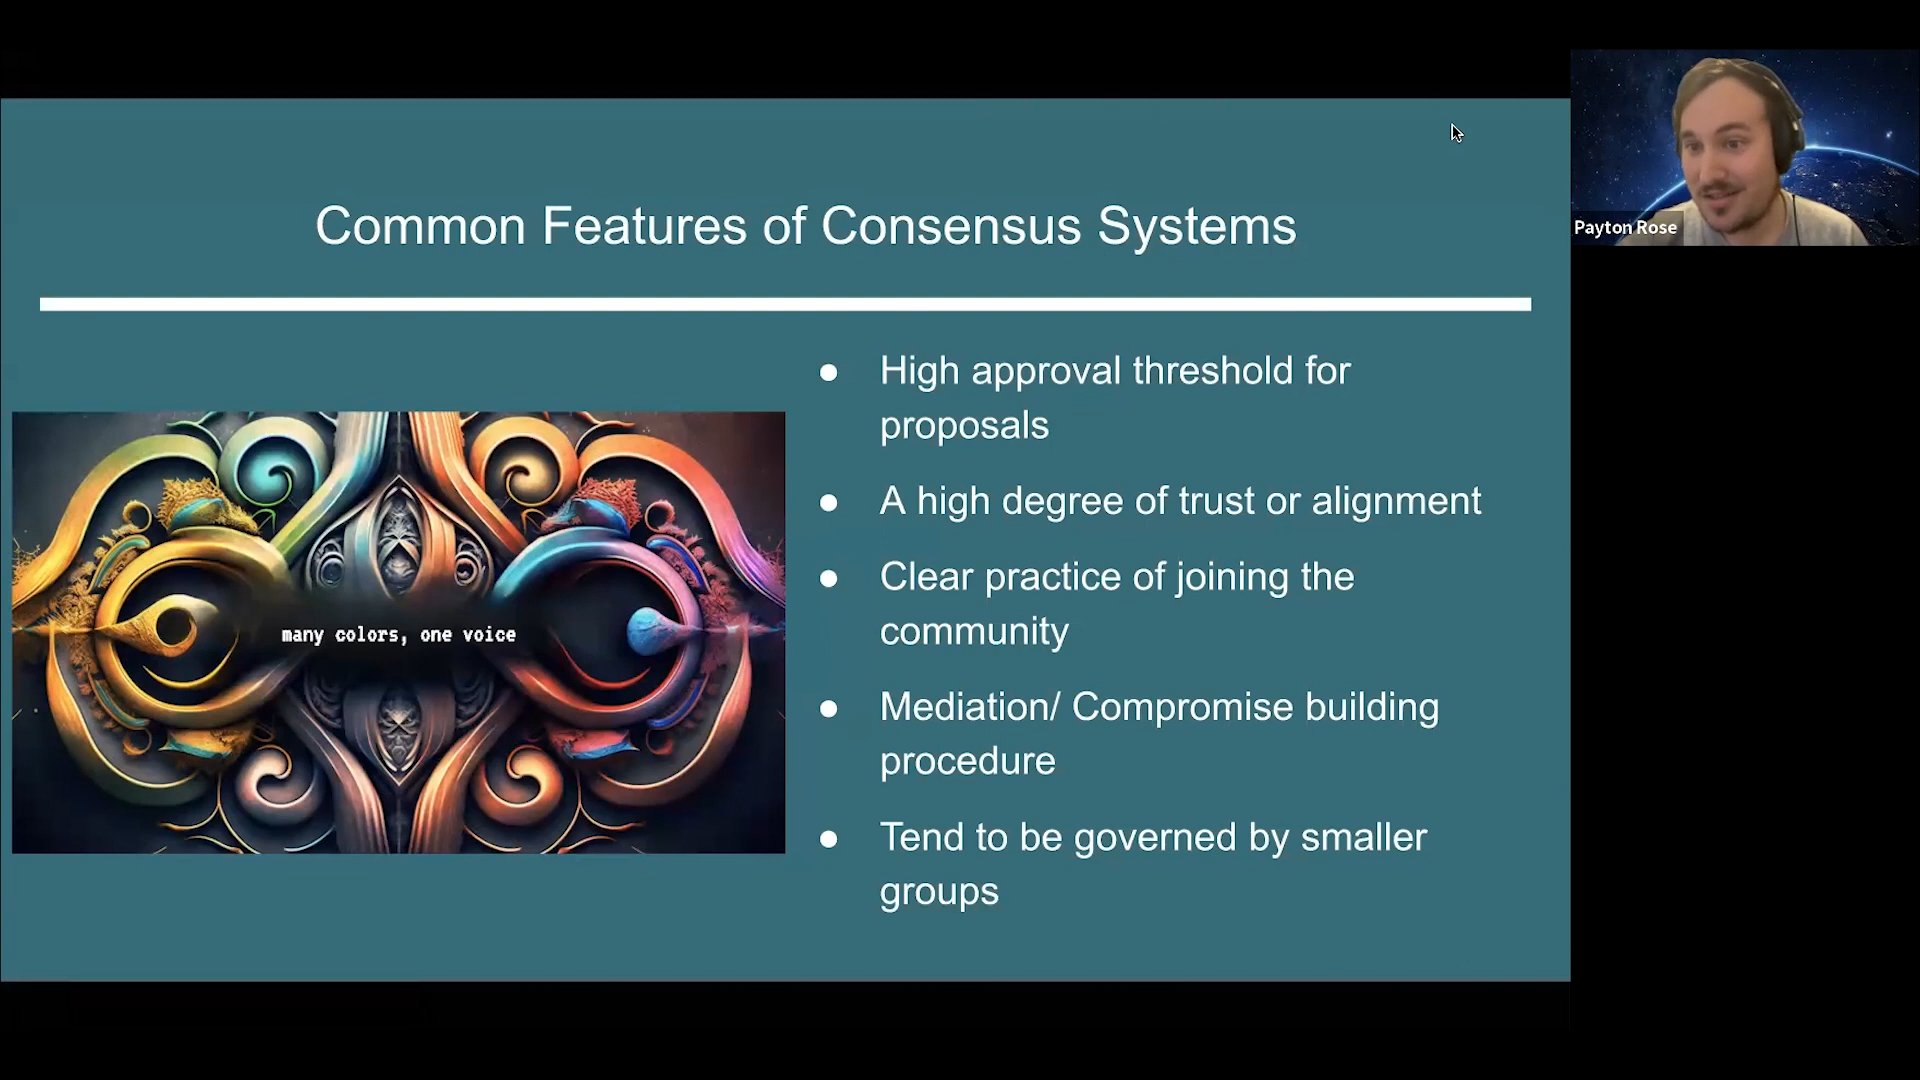 Common Features of Consensus Systems
● High approval threshold for
proposals
● A high degree of trust or alignment
● Clear practice of joining the
community
● Mediation/ Compromise building
procedure
● Tend to be governed by smaller
groups
many colors, one voice
Payton Rose